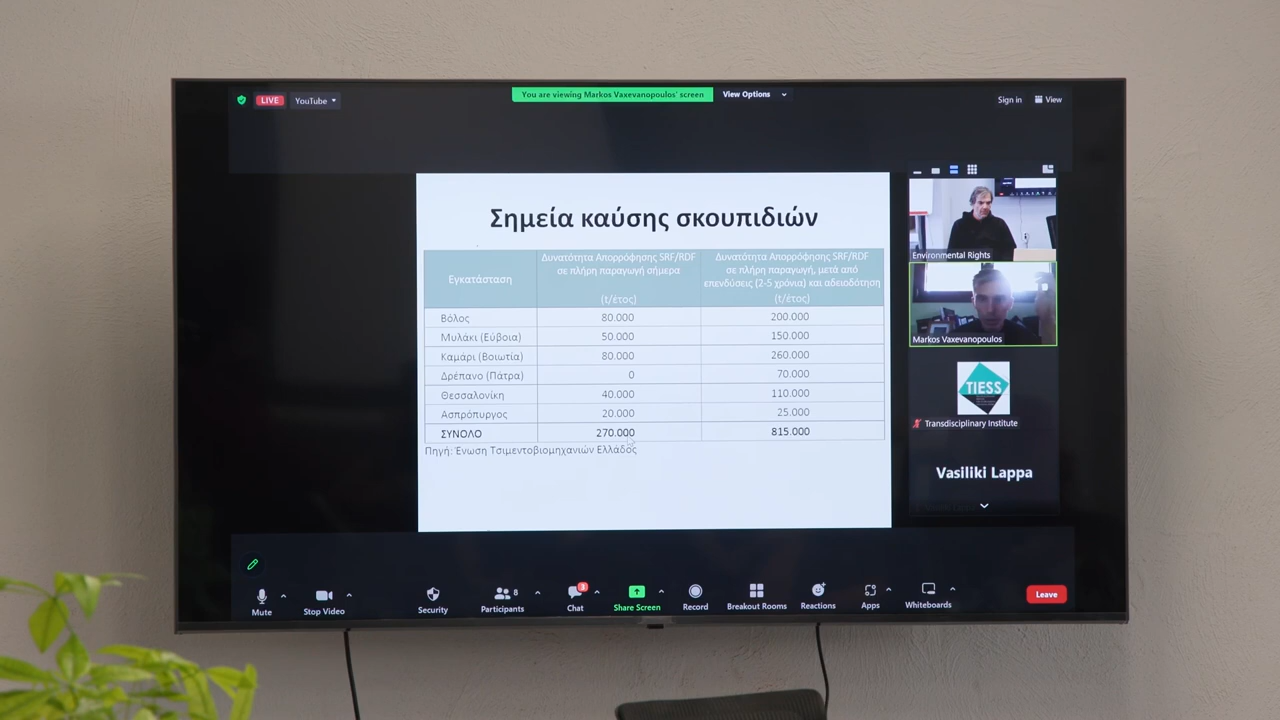 LIVE
YouTube
You are viewing Markos Vaxevanopoulos' screen
View Options
Sign in
View
Σημεία καύσης σκουπιδιών
Εγκατάσταση
Δυνατότητα Απορρόφησης SRF/RDF
σε πλήρη παραγωγή σήμερα
(t/έτος)
Δυνατότητα Απορρόφησης SRF/RDF
σε πλήρη παραγωγή, μετά από
επενδύσεις (2-5 χρόνια) και αδειοδότηση
(t/έτος)
Βόλος 80.000 200.000
Μυλάκι (Εύβοια) 50.000 150.000
Καμάρι (Βοιωτία) 80.000 260.000
Δρέπανο (Πάτρα) 0 70.000
Θεσσαλονίκη 40.000 110.000
Ασπρόπυργος 20.000 25.000
ΣΥΝΟΛΟ 270.000 815.000
Πηγή: Ένωση Τσιμεντοβιομηχανιών Ελλάδος
Environmental Rights
Markos Vaxevanopoulos
TIESS
Transdisciplinary Institute
Vasiliki Lappa
Mute
Stop Video
Security
Participants
8
Chat
3
Share Screen
Record
Breakout Rooms
Reactions
Apps
Whiteboards
Leave